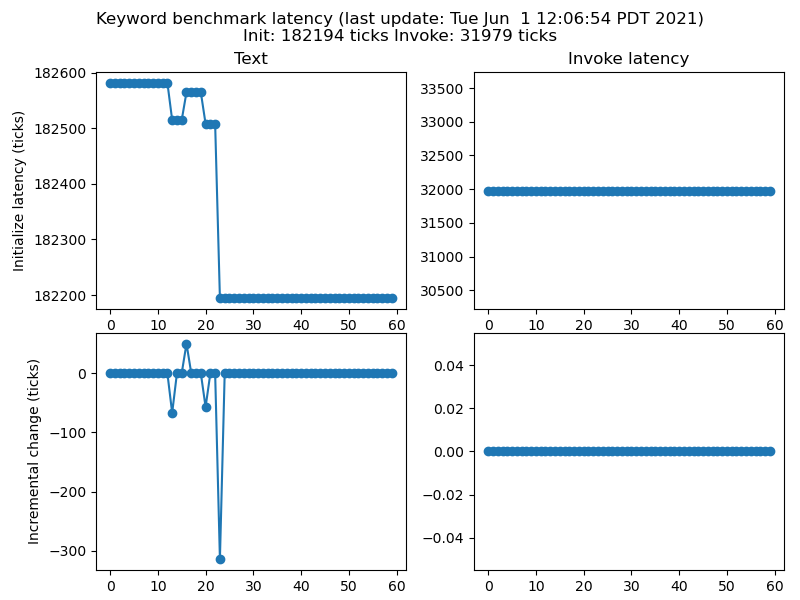 Keyword benchmark latency (last update: Tue Jun  1 12:06:54 PDT 2021)
Init: 182194 ticks Invoke: 31979 ticks
Text
Initialize latency (ticks)
182600
182500
182400
182300
182200
0 10 20 30 40 50 60
Invoke latency
33500
33000
32500
32000
31500
31000
30500
0 10 20 30 40 50 60
Incremental change (ticks)
0
−100
−200
−300
0 10 20 30 40 50 60
0.04
0.02
0.00
−0.02
−0.04
0 10 20 30 40 50 60